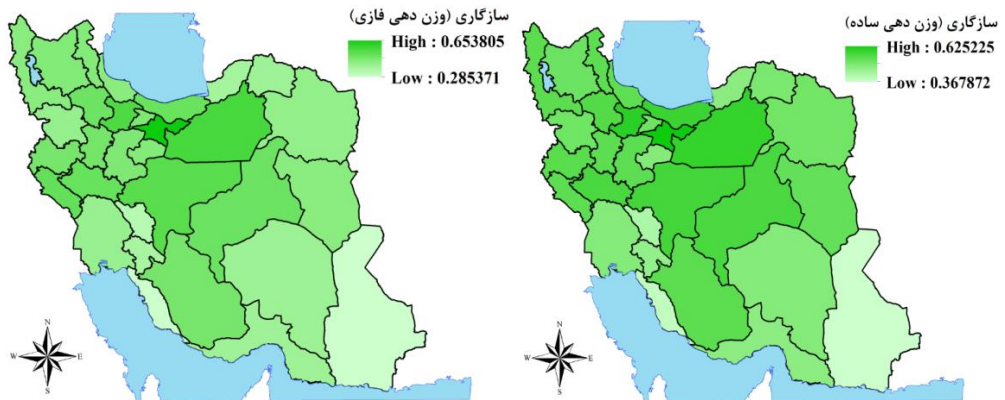 سازگاری (وزن دهی فازی)
High : 0.653805
Low : 0.285371
N
W
E
S
سازگاری (وزن دهی ساده)
High : 0.625225
Low : 0.367872
N
W
E
S